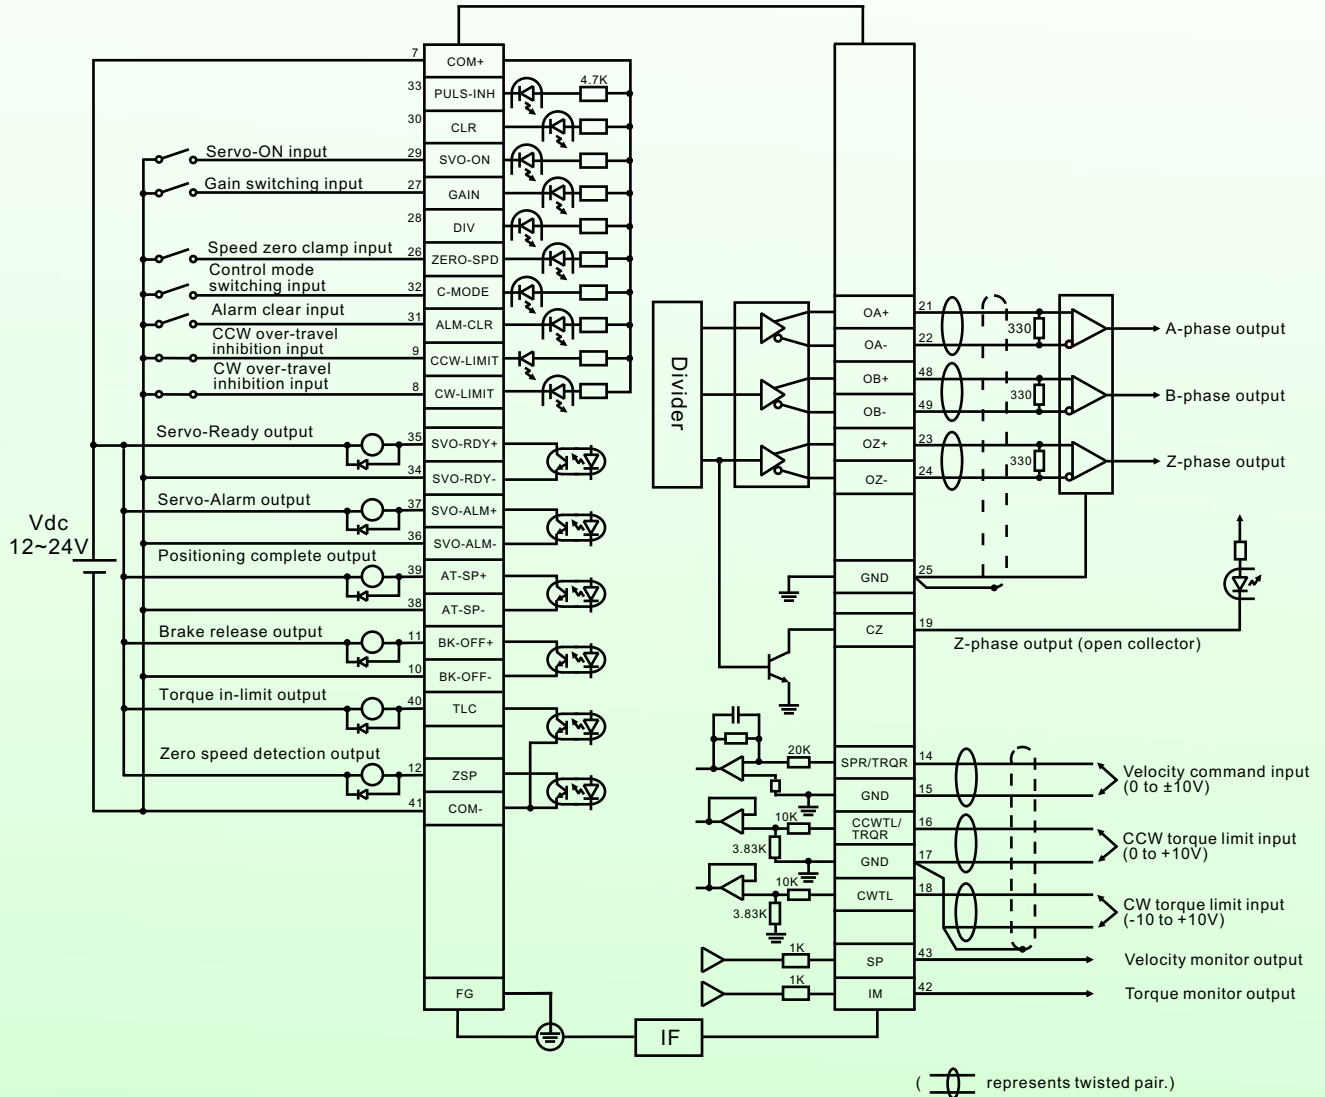 7
COM+
33
PULS-INH
4.7K
30
CLR
Servo-ON input
29
SVO-ON
Gain switching input
27
GAIN
28
DIV
Speed zero clamp input
26
ZERO-SPD
Control mode
switching input
32
C-MODE
Alarm clear input
31
ALM-CLR
CCW over-travel
inhibition input
9
CCW-LIMIT
CW over-travel
inhibition input
8
CW-LIMIT
Servo-Ready output
35
SVO-RDY+
34
SVO-RDY-
Servo-Alarm output
37
SVO-ALM+
36
SVO-ALM-
Vdc
12~24V
Positioning complete output
39
AT-SP+
38
AT-SP-
Brake release output
11
BK-OFF+
10
BK-OFF-
Torque in-limit output
40
TLC
Zero speed detection output
12
ZSP
41
COM-
FG
IF
Divider
OA+
21
330
A-phase output
OA-
22
OB+
48
330
B-phase output
OB-
49
OZ+
23
330
Z-phase output
OZ-
24
GND
25
CZ
19
Z-phase output (open collector)
20K
SPR/TRQR
14
Velocity command input
(0 to ±10V)
GND
15
10K
CCWTL/
TRQR
16
CCW torque limit input
(0 to +10V)
3.83K
GND
17
10K
CWTL
18
CW torque limit input
(-10 to +10V)
3.83K
1K
SP
43
Velocity monitor output
1K
IM
42
Torque monitor output
( represents twisted pair.)